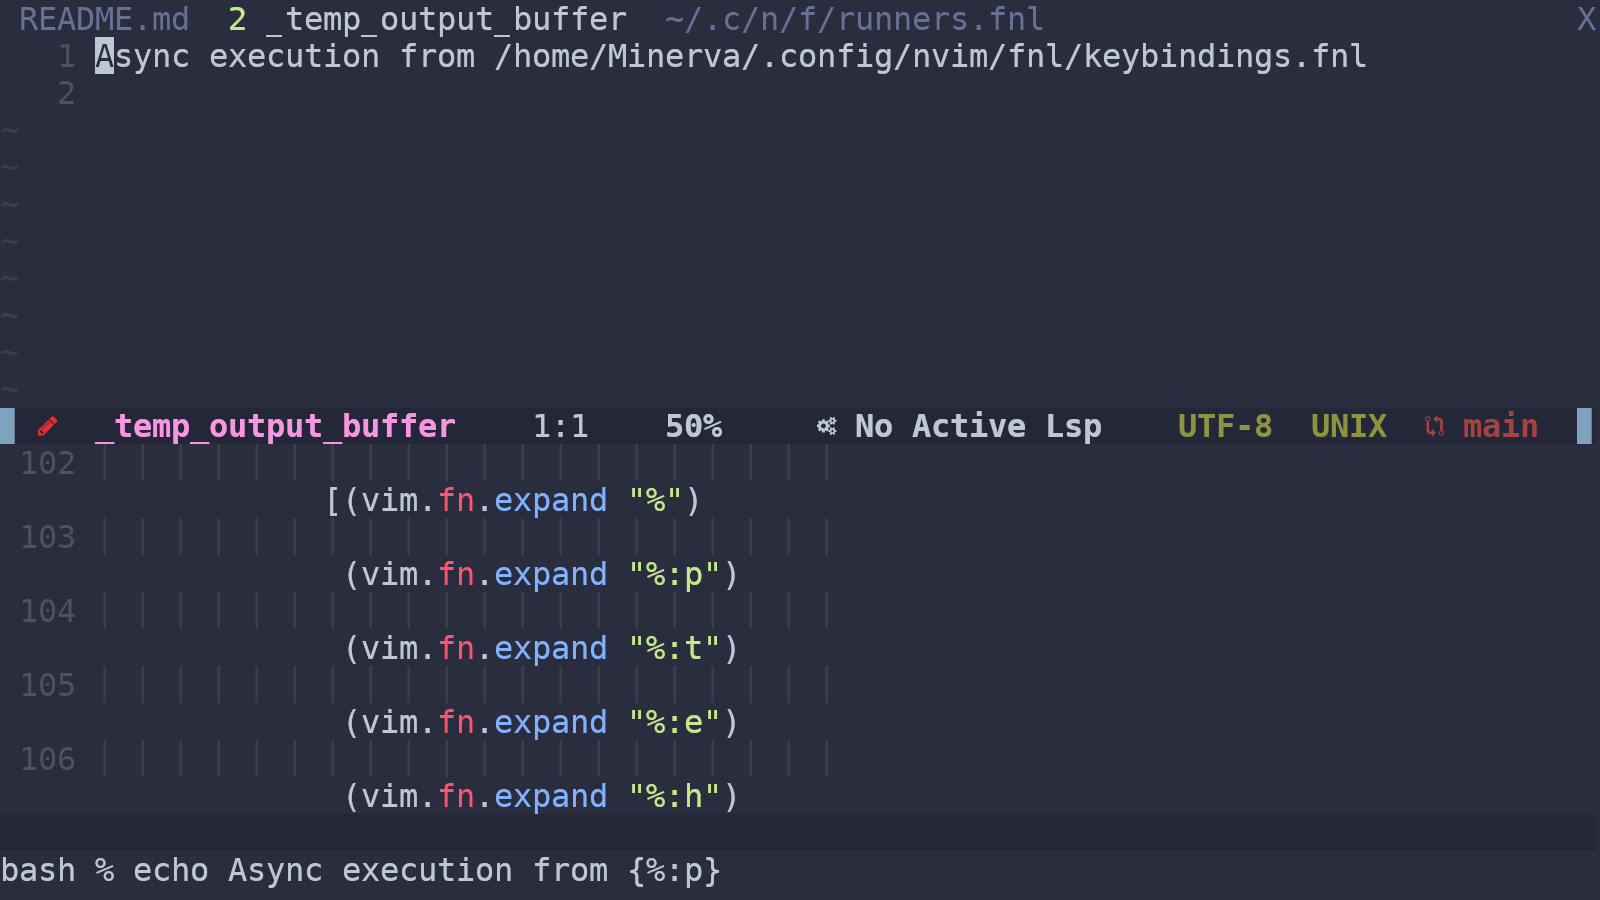 README.md 2 _temp_output_buffer ~/.c/n/f/runners.fnl X
1 Async execution from /home/Minerva/.config/nvim/fnl/keybindings.fnl
2
~
~
~
~
~
~
~
~
_temp_output_buffer 1:1 50% No Active Lsp UTF-8 UNIX main
102
[(vim.fn.expand "%")
103
(vim.fn.expand "%:p")
104
(vim.fn.expand "%:t")
105
(vim.fn.expand "%:e")
106
(vim.fn.expand "%:h")
bash % echo Async execution from {%:p}